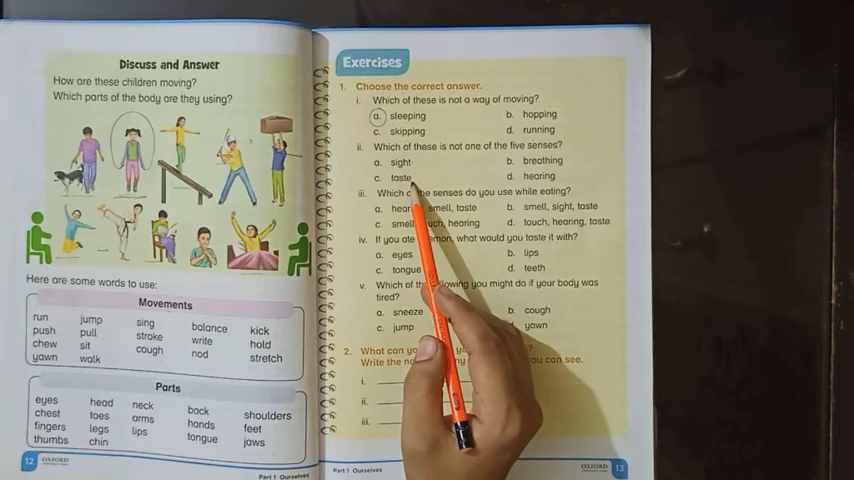 Discuss and Answer
How are these children moving?
Which parts of the body are they using?
Here are some words to use:
Movements
run jump sing balance kick
push pull stroke write hold
chew sit cough nod stretch
yawn walk
Parts
eyes head neck back shoulders
chest toes arms hands feet
fingers legs lips tongue jaws
thumbs chin
12 OXFORD
Part 1 Ourselves
Exercises
1. Choose the correct answer.
i. Which of these is not a way of moving?
a. sleeping b. hopping
c. skipping d. running
ii. Which of these is not one of the five senses?
a. sight b. breathing
c. taste d. hearing
iii. Which the senses do you use while eating?
a. smell, taste b. smell, sight, taste
c. hearing d. touch, hearing, taste
iv. If you ate what would you taste it with?
a. eyes b. lips
c. tongue d. teeth
v. Which of you might do if your body was
tired?
a. sneeze b. cough
c. jump yawn
2. What can ?
Write the can see.
i.
ii.
iii.
Part 1 Ourselves
OXFORD 13